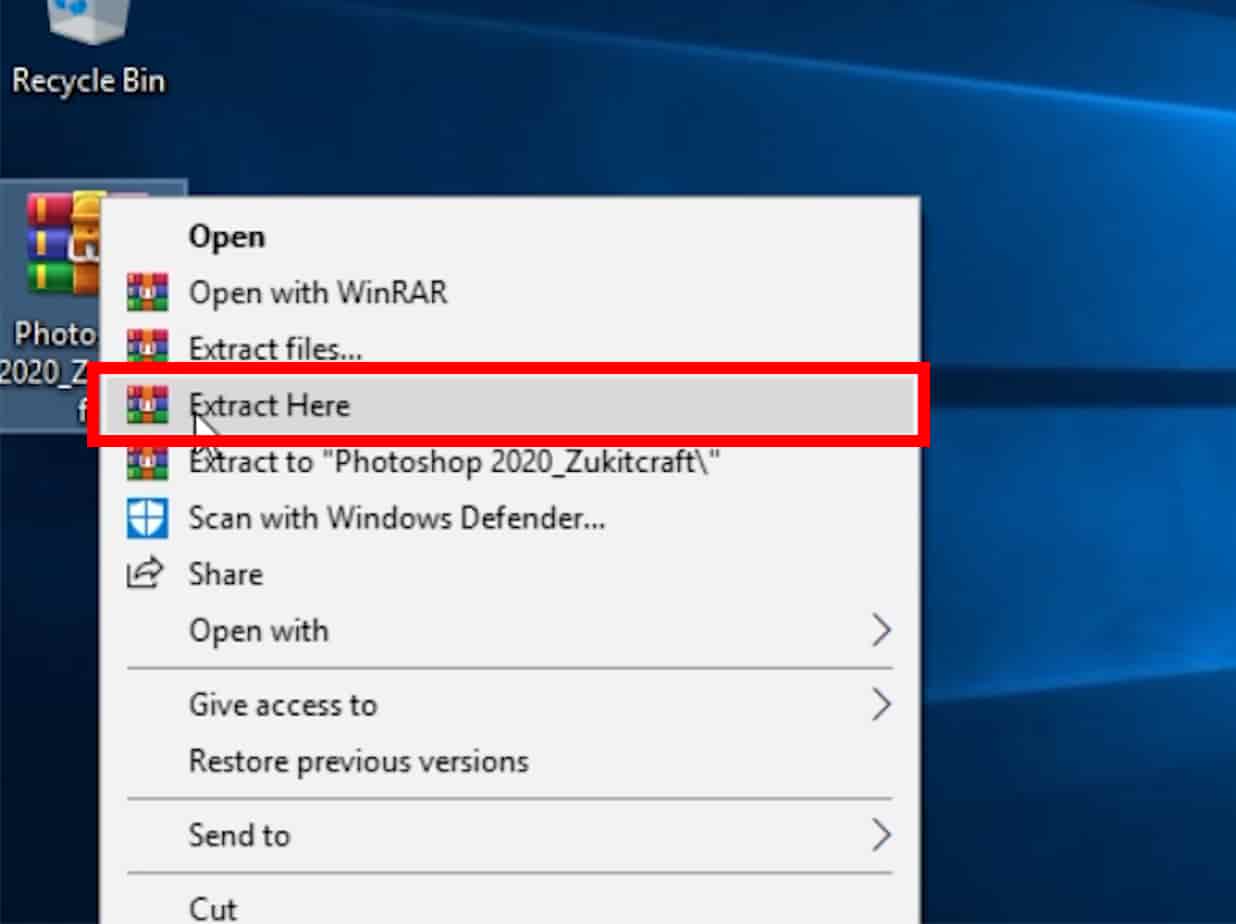 Recycle Bin
Photo
2020_Z
f
Open
Open with WinRAR
Extract files...
Extract Here
Extract to "Photoshop 2020_Zukitcraft\"
Scan with Windows Defender...
Share
Open with
Give access to
Restore previous versions
Send to
Cut